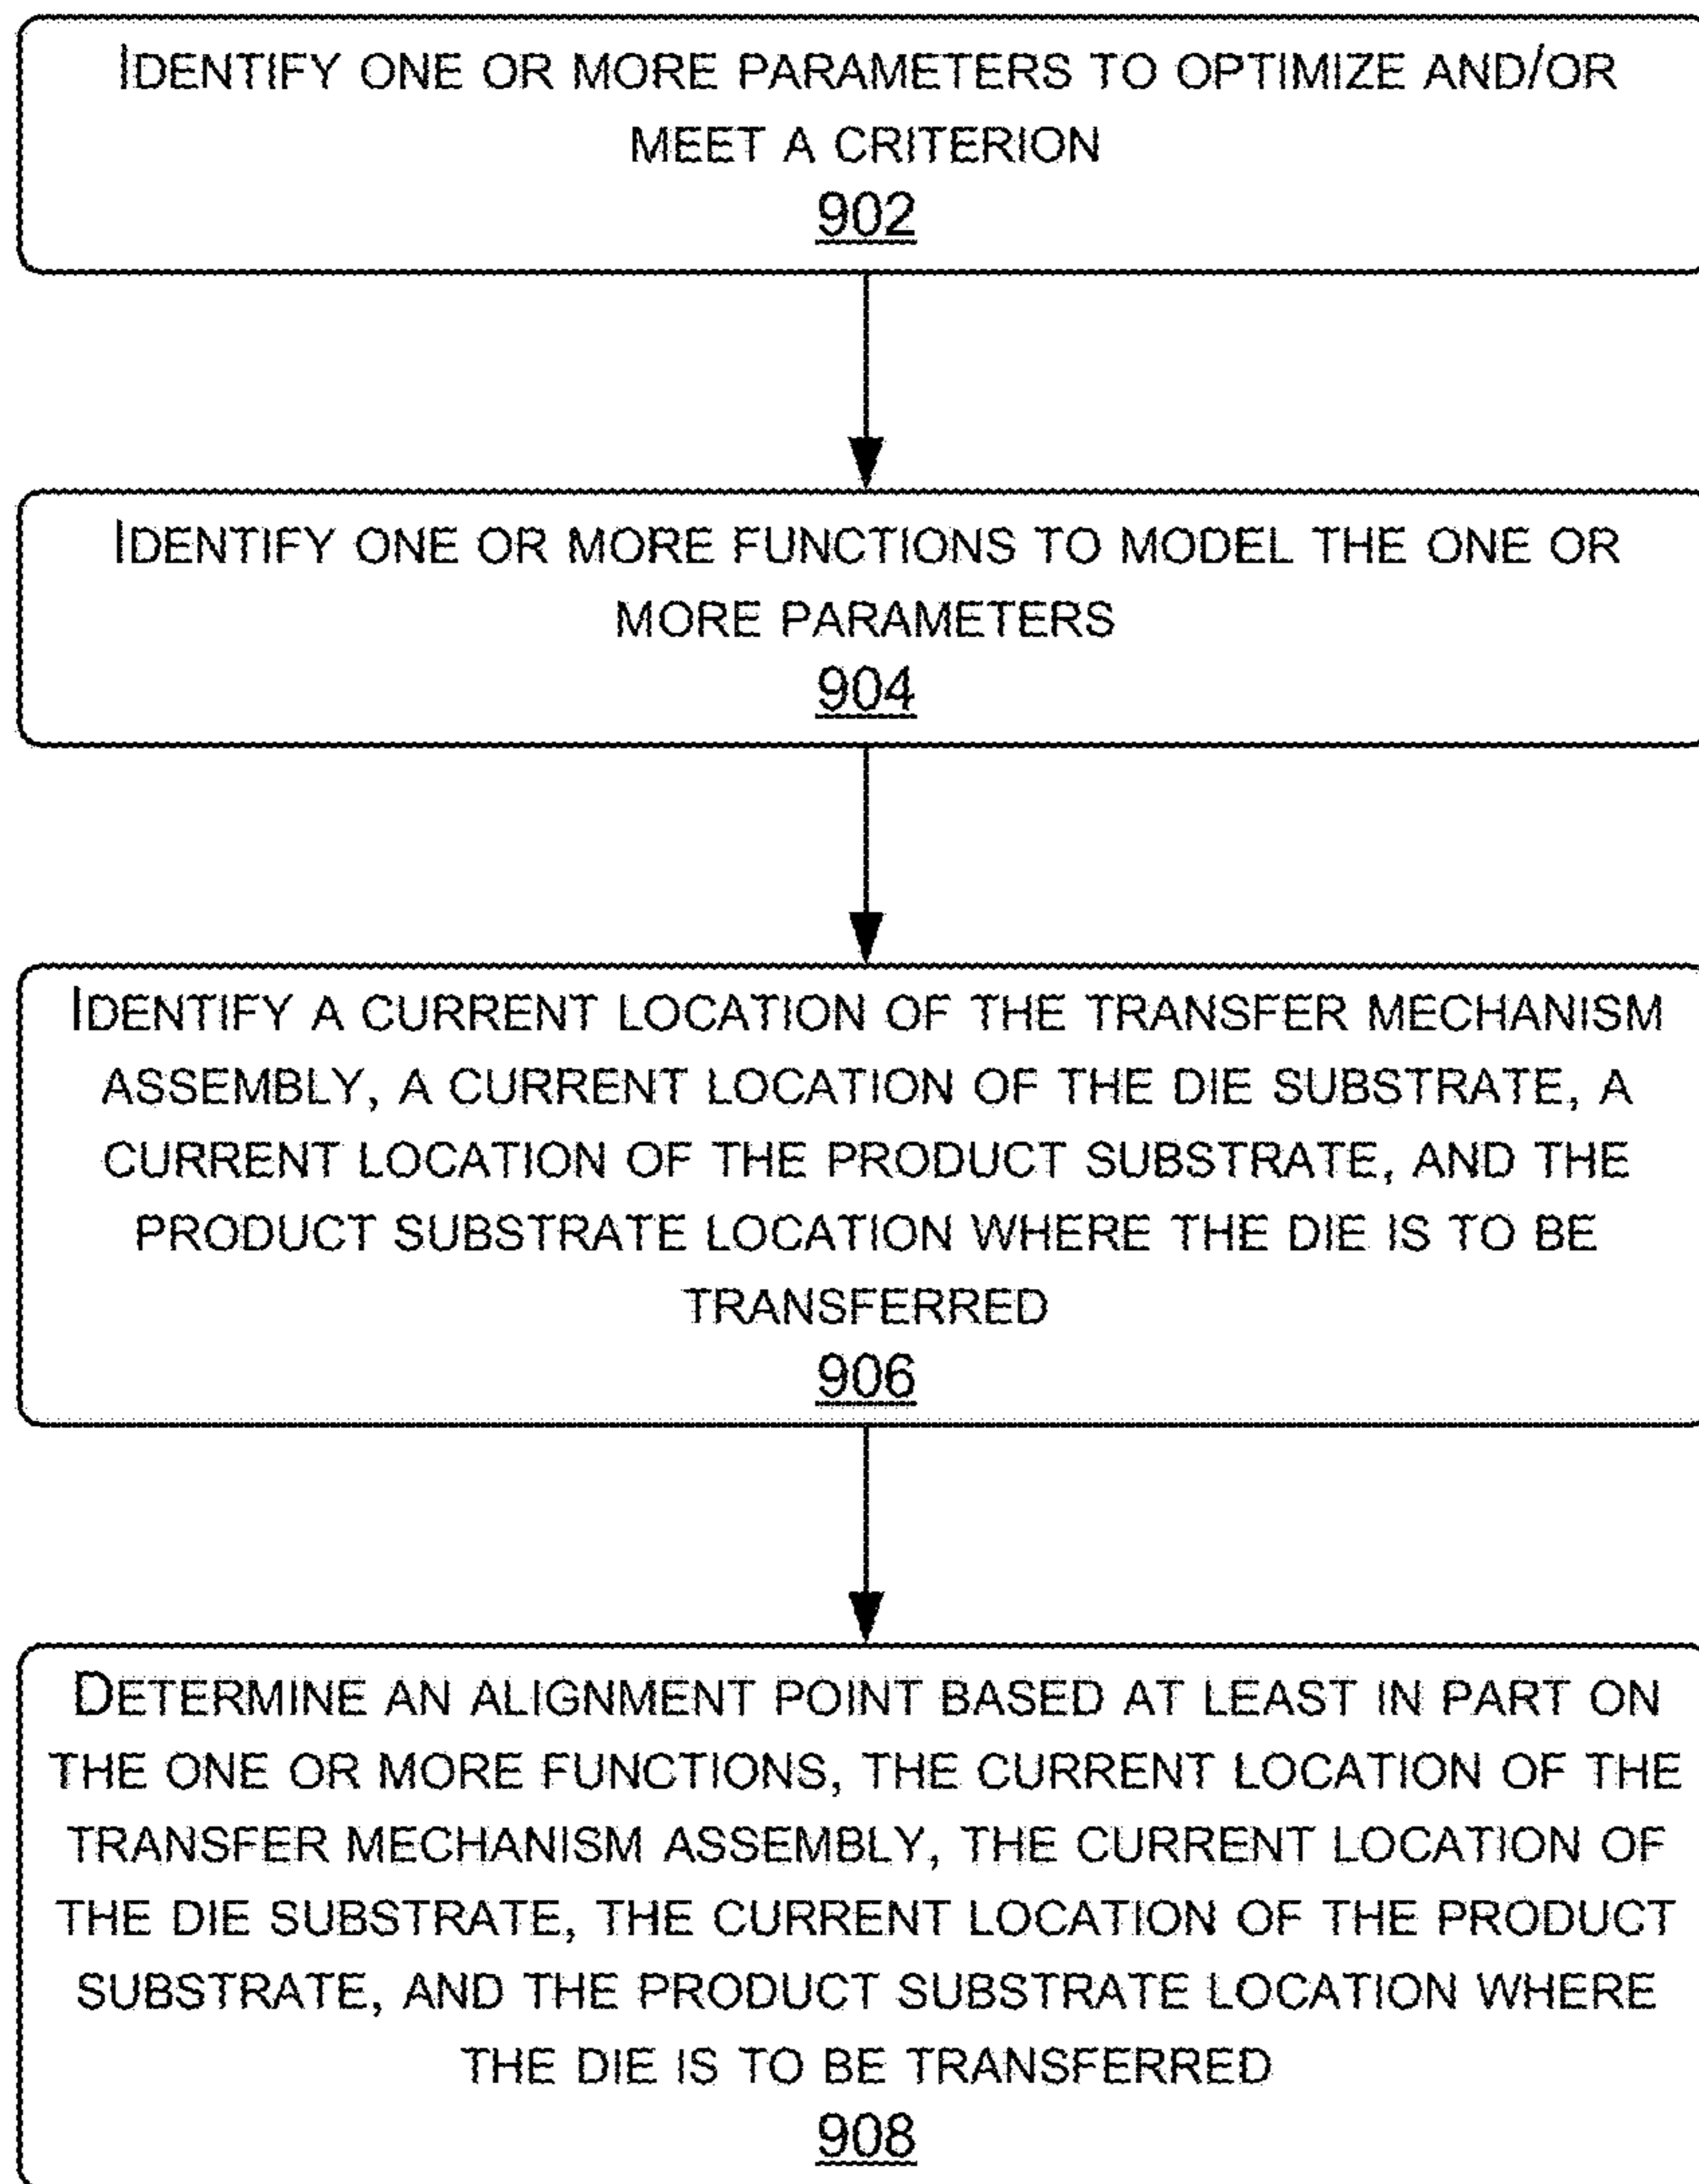 IDENTIFY ONE OR MORE PARAMETERS TO OPTIMIZE AND/OR
MEET A CRITERION
902
IDENTIFY ONE OR MORE FUNCTIONS TO MODEL THE ONE OR
MORE PARAMETERS
904
IDENTIFY A CURRENT LOCATION OF THE TRANSFER MECHANISM
ASSEMBLY, A CURRENT LOCATION OF THE DIE SUBSTRATE, A
CURRENT LOCATION OF THE PRODUCT SUBSTRATE, AND THE
PRODUCT SUBSTRATE LOCATION WHERE THE DIE IS TO BE
TRANSFERRED
906
DETERMINE AN ALIGNMENT POINT BASED AT LEAST IN PART ON
THE ONE OR MORE FUNCTIONS, THE CURRENT LOCATION OF THE
TRANSFER MECHANISM ASSEMBLY, THE CURRENT LOCATION OF
THE DIE SUBSTRATE, THE CURRENT LOCATION OF THE PRODUCT
SUBSTRATE, AND THE PRODUCT SUBSTRATE LOCATION WHERE
THE DIE IS TO BE TRANSFERRED
908